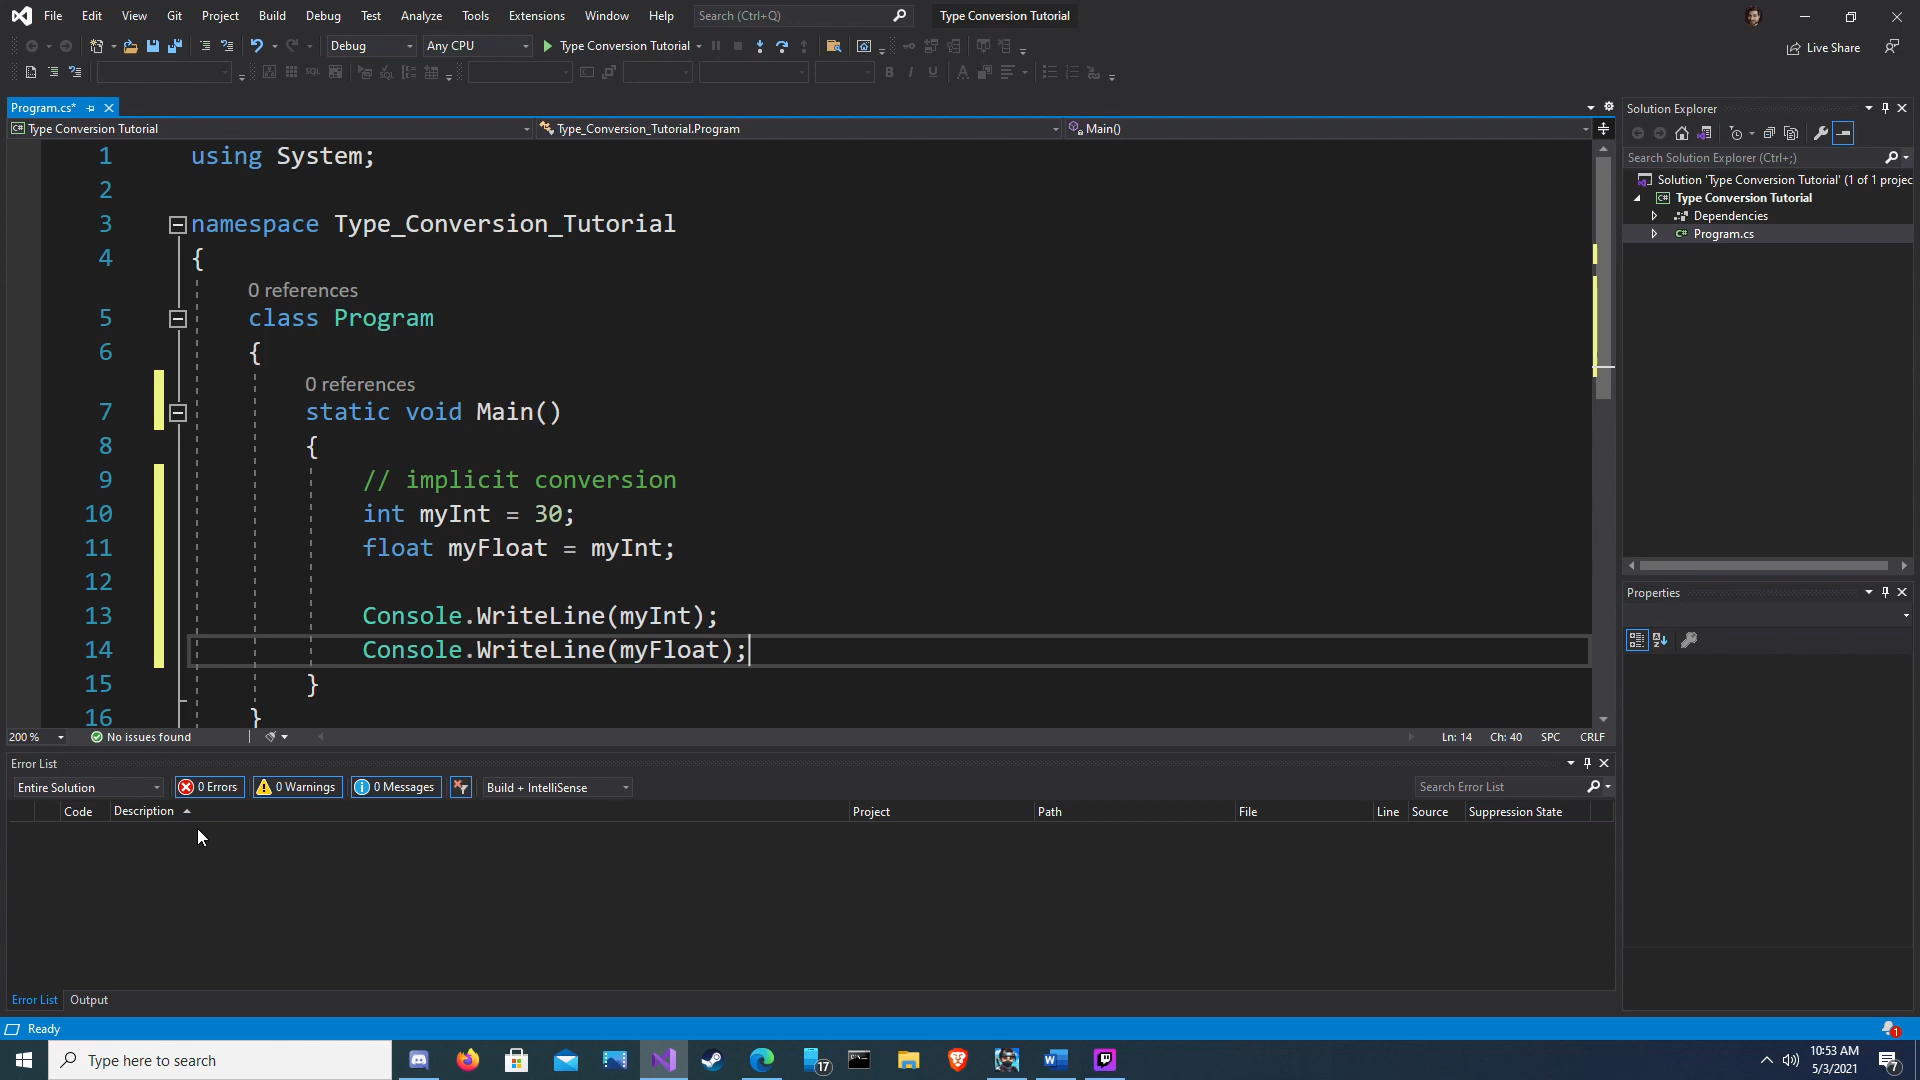 File Edit View Git Project Build Debug Test Analyze Tools Extensions Window Help Search (Ctrl+Q) Type Conversion Tutorial
Debug Any CPU Type Conversion Tutorial Live Share
Program.cs*
Type Conversion Tutorial Type_Conversion_Tutorial.Program Main()
1 using System;
2
3 namespace Type_Conversion_Tutorial
4 {
0 references
5 class Program
6 {
0 references
7 static void Main()
8 {
9 // implicit conversion
10 int myInt = 30;
11 float myFloat = myInt;
12
13 Console.WriteLine(myInt);
14 Console.WriteLine(myFloat);
15 }
16 }
200 % No issues found Ln: 14 Ch: 40 SPC CRLF
Error List
Entire Solution 0 Errors 0 Warnings 0 Messages Build + IntelliSense Search Error List
Code Description Project Path File Line Source Suppression State
Error List Output
Solution Explorer
Search Solution Explorer (Ctrl+;)
Solution 'Type Conversion Tutorial' (1 of 1 projec
C# Type Conversion Tutorial
Dependencies
C# Program.cs
Properties
Ready 1
Type here to search 17 10:53 AM
5/3/2021 7